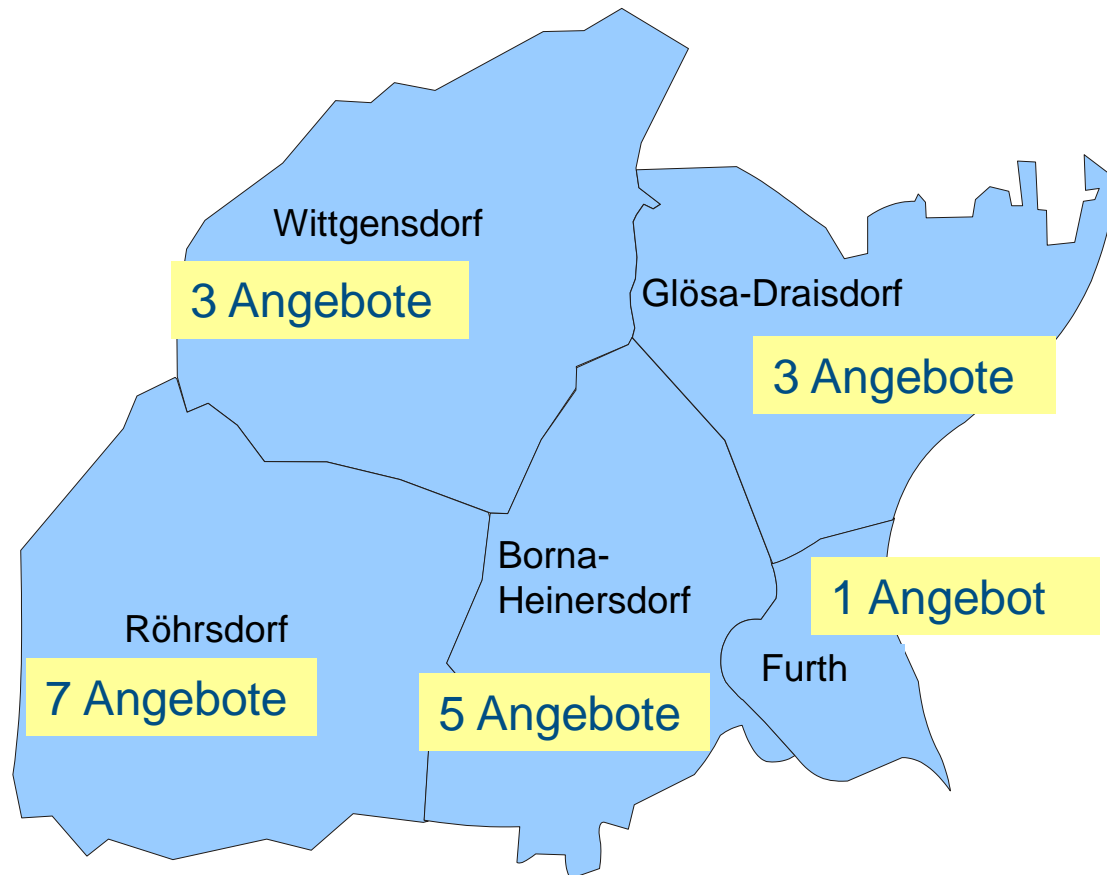 Wittgensdorf
3 Angebote
Glösa-Draisdorf
3 Angebote
Borna-
Heinersdorf
5 Angebote
1 Angebot
Furth
Röhrsdorf
7 Angebote